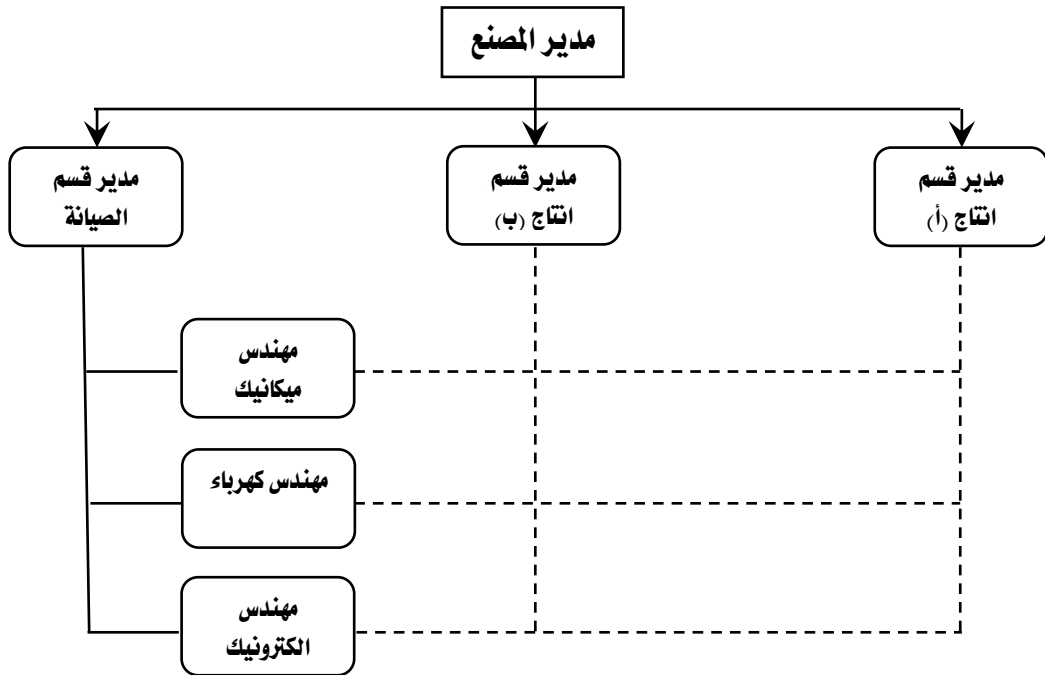 مدير المصنع
مدير قسم
انتاج (أ)
مدير قسم
انتاج (ب)
مدير قسم
الصيانة
مهندس
ميكانيك
مهندس كهرباء
مهندس
الكترونيك